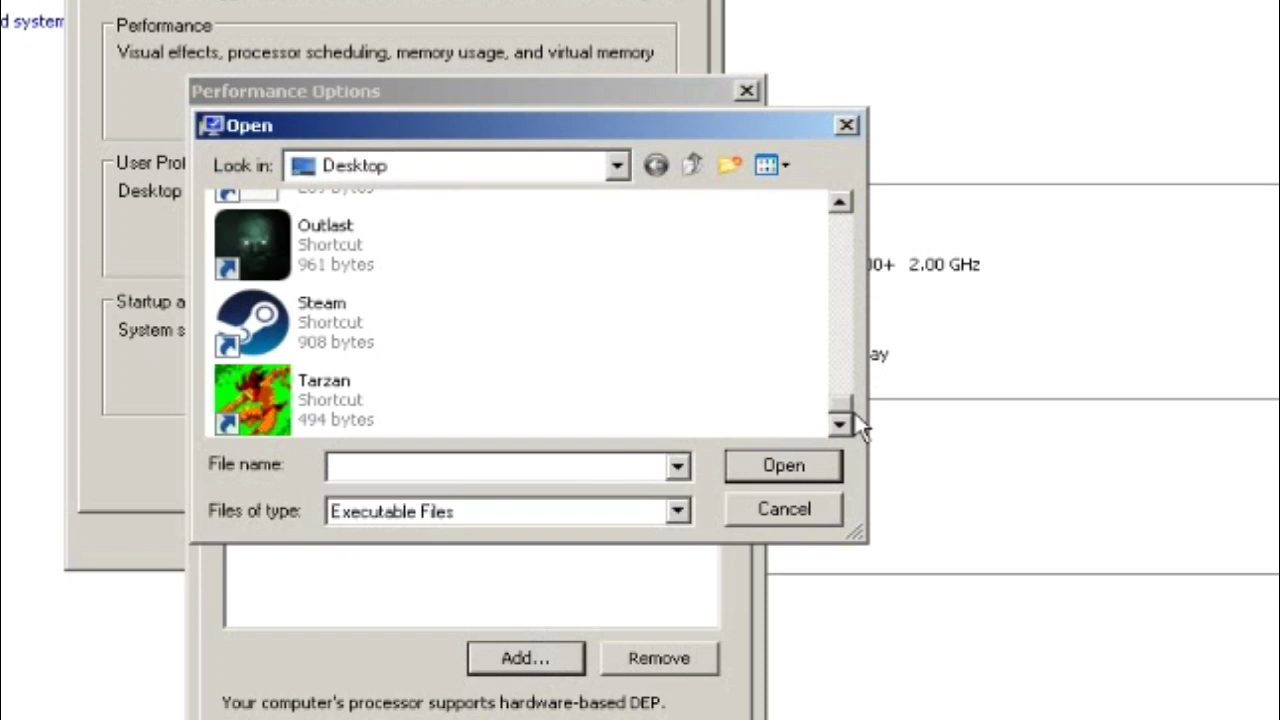 d system
Performance
Visual effects, processor scheduling, memory usage, and virtual memory
Performance Options
Open
User Prof
Look in:
Desktop
Desktop
Outlast
Shortcut
961 bytes
00+ 2.00 GHz
Startup a
Steam
Shortcut
908 bytes
System s
ay
Tarzan
Shortcut
494 bytes
File name:
Open
Files of type:
Executable Files
Cancel
Add...
Remove
Your computer's processor supports hardware-based DEP.